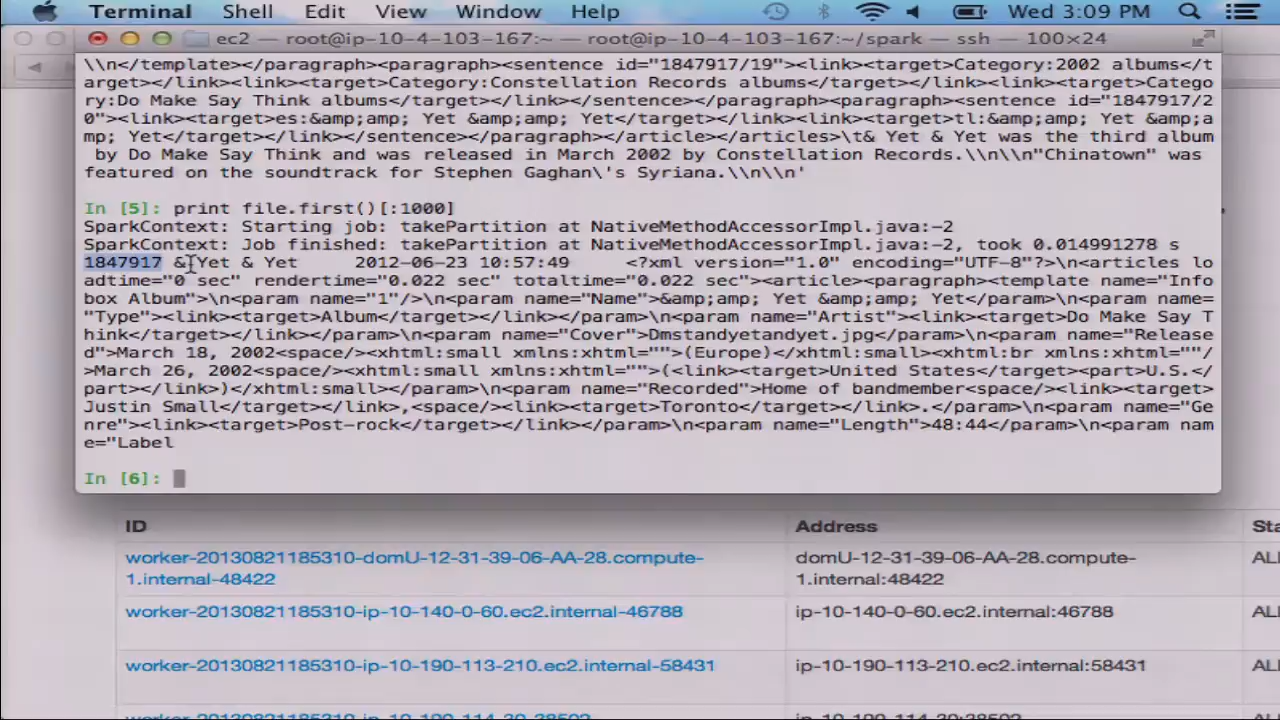 Terminal Shell Edit View Window Help Wed 3:09 PM
ec2 — root@ip-10-4-103-167:~ — root@ip-10-4-103-167:~/spark — ssh — 100×24
\\n</template></paragraph><paragraph><sentence id="1847917/19"><link><target>Category:2002 albums</t
arget></link><link><target>Category:Constellation Records albums</target></link><link><target>Catego
ry:Do Make Say Think albums</target></link></sentence></paragraph><paragraph><sentence id="1847917/2
0"><link><target>es:&amp;amp; Yet &amp;amp; Yet</target></link><link><target>tl:&amp;amp; Yet &amp;a
mp; Yet</target></link></sentence></paragraph></article></articles>\t& Yet & Yet was the third album
by Do Make Say Think and was released in March 2002 by Constellation Records.\\n\\n"Chinatown" was
featured on the soundtrack for Stephen Gaghan\'s Syriana.\\n\\n'
In [5]: print file.first()[:1000]
SparkContext: Starting job: takePartition at NativeMethodAccessorImpl.java:-2
SparkContext: Job finished: takePartition at NativeMethodAccessorImpl.java:-2, took 0.014991278 s
1847917 & Yet & Yet 2012-06-23 10:57:49 <?xml version="1.0" encoding="UTF-8"?>\n<articles lo
adtime="0 sec" rendertime="0.022 sec" totaltime="0.022 sec"><article><paragraph><template name="Info
box Album">\n<param name="1"/>\n<param name="Name">&amp;amp; Yet &amp;amp; Yet</param>\n<param name=
"Type"><link><target>Album</target></link></param>\n<param name="Artist"><link><target>Do Make Say T
hink</target></link></param>\n<param name="Cover">Dmstandyetandyet.jpg</param>\n<param name="Release
d">March 18, 2002<space/><xhtml:small xmlns:xhtml="">(Europe)</xhtml:small><xhtml:br xmlns:xhtml=""/
>March 26, 2002<space/><xhtml:small xmlns:xhtml="">(<link><target>United States</target><part>U.S.</
part></link>)</xhtml:small></param>\n<param name="Recorded">Home of bandmember<space/><link><target>
Justin Small</target></link>,<space/><link><target>Toronto</target></link>.</param>\n<param name="Ge
nre"><link><target>Post-rock</target></link></param>\n<param name="Length">48:44</param>\n<param nam
e="Label
In [6]:
ID Address Sta
worker-20130821185310-domU-12-31-39-06-AA-28.compute- domU-12-31-39-06-AA-28.compute- ALI
1.internal-48422 1.internal:48422
worker-20130821185310-ip-10-140-0-60.ec2.internal-46788 ip-10-140-0-60.ec2.internal:46788 ALI
worker-20130821185310-ip-10-190-113-210.ec2.internal-58431 ip-10-190-113-210.ec2.internal:58431 ALI